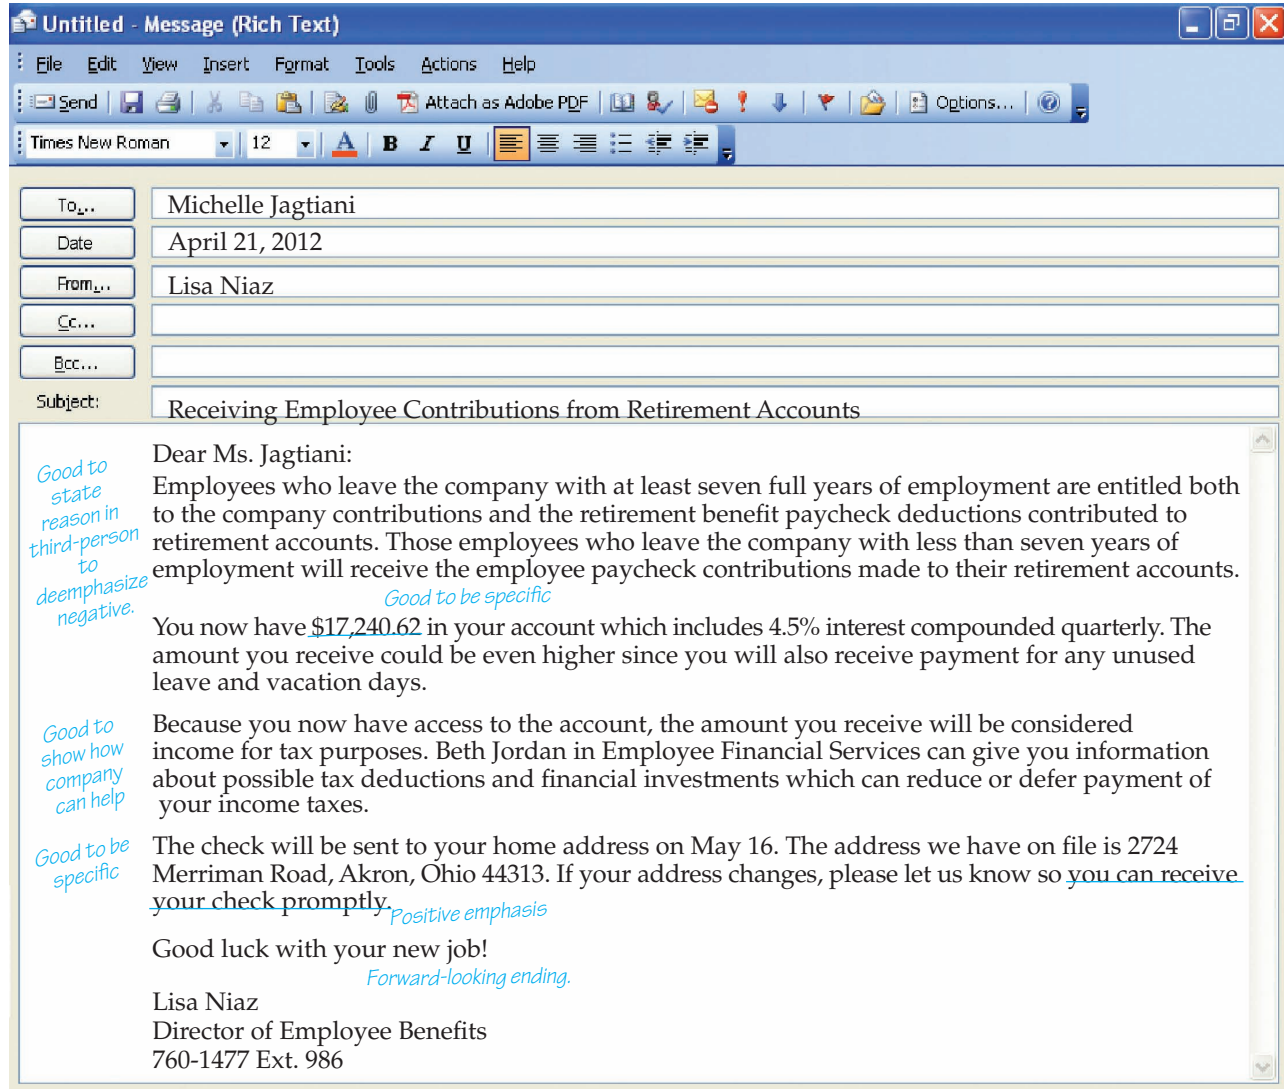 Untitled - Message (Rich Text)
File Edit View Insert Format Tools Actions Help
Send Attach as Adobe PDF Options...
Times New Roman 12 A B I U
To... Michelle Jagtiani
Date April 21, 2012
From... Lisa Niaz
Cc...
Bcc...
Subject: Receiving Employee Contributions from Retirement Accounts
Dear Ms. Jagtiani:
Good to
state
reason in
third-person
to
deemphasize
negative.
Employees who leave the company with at least seven full years of employment are entitled both
to the company contributions and the retirement benefit paycheck deductions contributed to
retirement accounts. Those employees who leave the company with less than seven years of
employment will receive the employee paycheck contributions made to their retirement accounts.
Good to be specific
You now have $17,240.62 in your account which includes 4.5% interest compounded quarterly. The
amount you receive could be even higher since you will also receive payment for any unused
leave and vacation days.
Good to
show how
company
can help
Because you now have access to the account, the amount you receive will be considered
income for tax purposes. Beth Jordan in Employee Financial Services can give you information
about possible tax deductions and financial investments which can reduce or defer payment of
your income taxes.
Good to be
specific
The check will be sent to your home address on May 16. The address we have on file is 2724
Merriman Road, Akron, Ohio 44313. If your address changes, please let us know so you can receive
your check promptly.
Positive emphasis
Good luck with your new job!
Forward-looking ending.
Lisa Niaz
Director of Employee Benefits
760-1477 Ext. 986